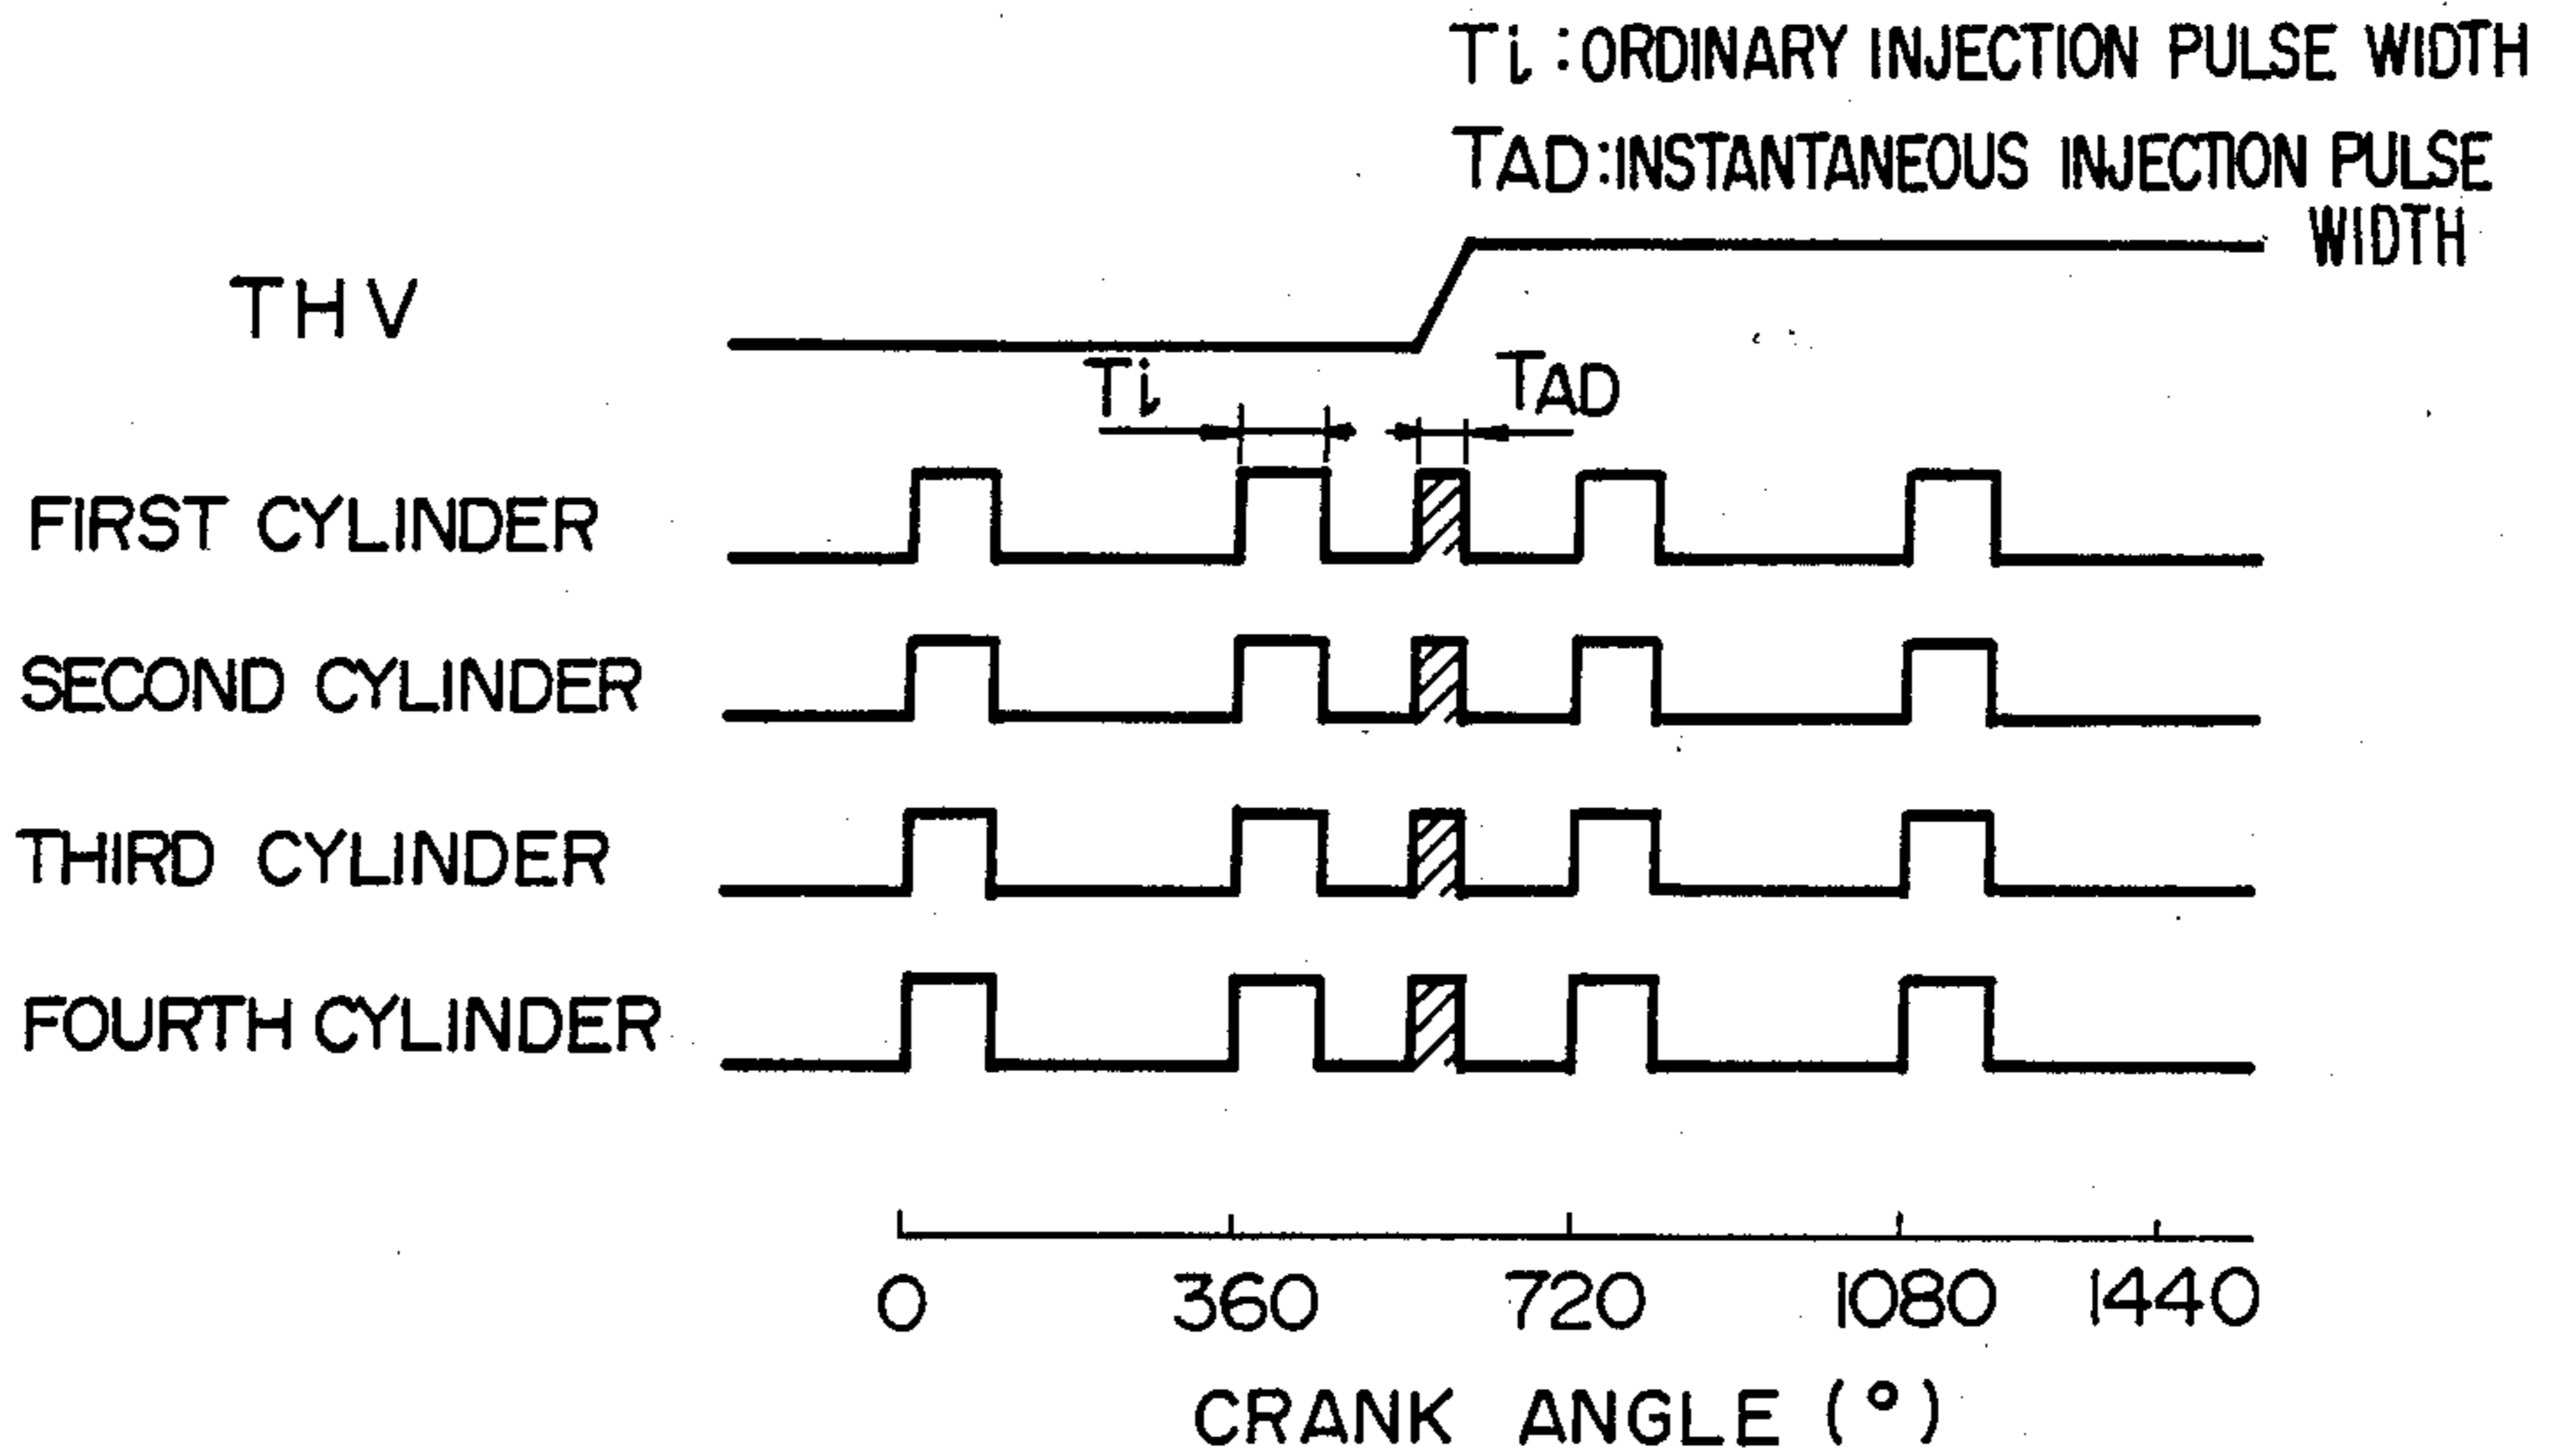 Ti : ORDINARY INJECTION PULSE WIDTH
TAD : INSTANTANEOUS INJECTION PULSE
WIDTH
THV
Ti TAD
FIRST CYLINDER
SECOND CYLINDER
THIRD CYLINDER
FOURTH CYLINDER
0 360 720 1080 1440
CRANK ANGLE (°)